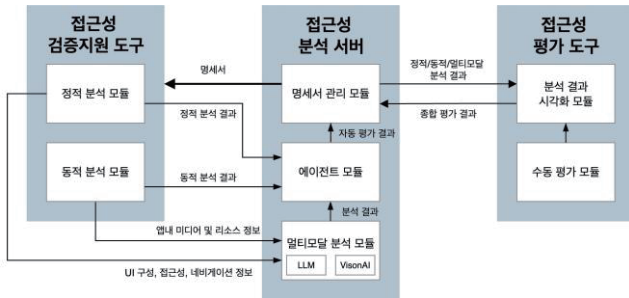 접근성
검증지원 도구
정적 분석 모듈
동적 분석 모듈
명세서
정적 분석 결과
동적 분석 결과
앱내 미디어 및 리소스 정보
UI 구성, 접근성, 네비게이션 정보
접근성
분석 서버
명세서 관리 모듈
자동 평가 결과
에이전트 모듈
분석 결과
멀티모달 분석 모듈
LLM
VisonAI
정적/동적/멀티모달
분석 결과
종합 평가 결과
접근성
평가 도구
분석 결과
시각화 모듈
수동 평가 모듈